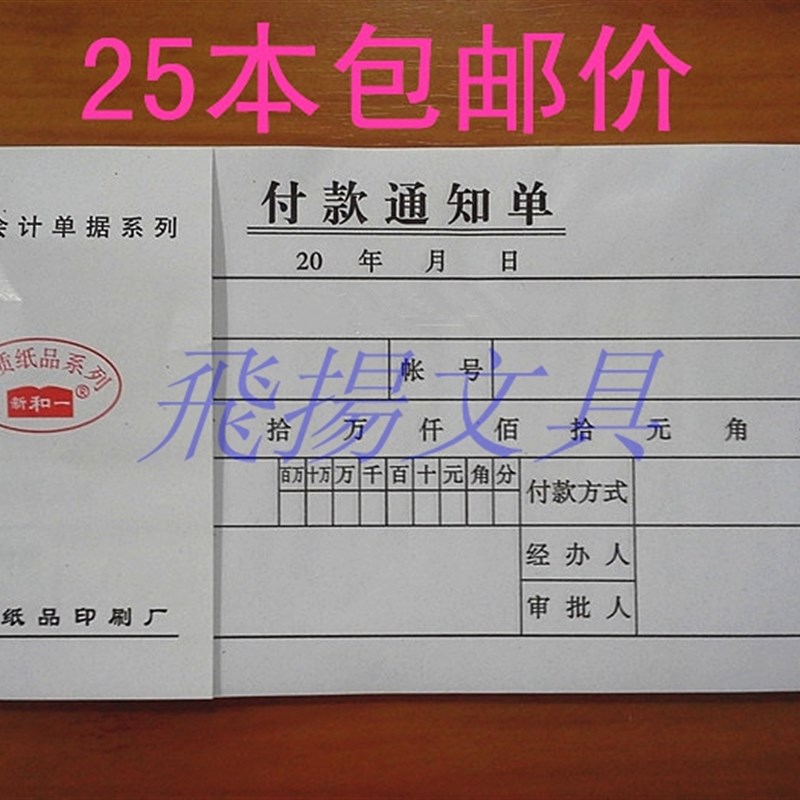 25本包邮价
会计单据系列
付款通知单
20 年 月 日
质纸品系列
新和一®
帐 号
飛揚文具
拾 万 仟 佰 拾 元 角
百万 十万 万 千 百 十 元 角 分
付款方式
经 办 人
审 批 人
纸品印刷厂